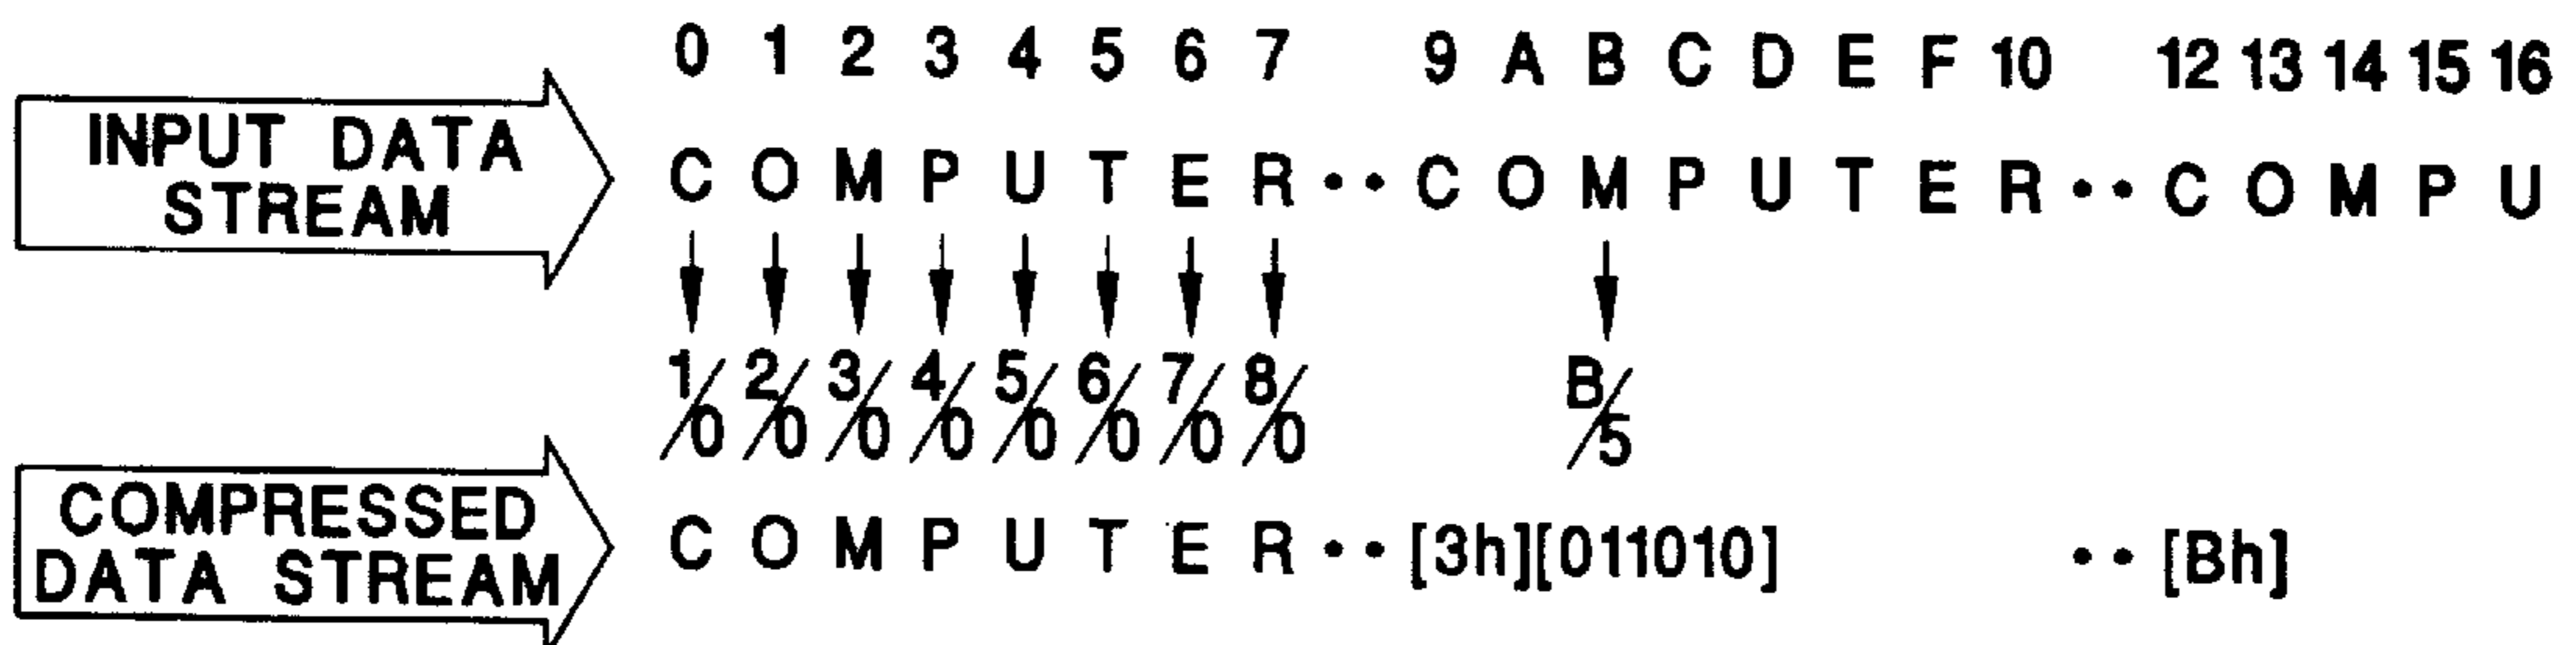 0 1 2 3 4 5 6 7 9 A B C D E F 10 12 13 14 15 16
INPUT DATA
STREAM
C O M P U T E R • • C O M P U T E R • • C O M P U
1/0 2/0 3/0 4/0 5/0 6/0 7/0 8/0 B/5
COMPRESSED
DATA STREAM
C O M P U T E R • • [3h][011010] • • [Bh]